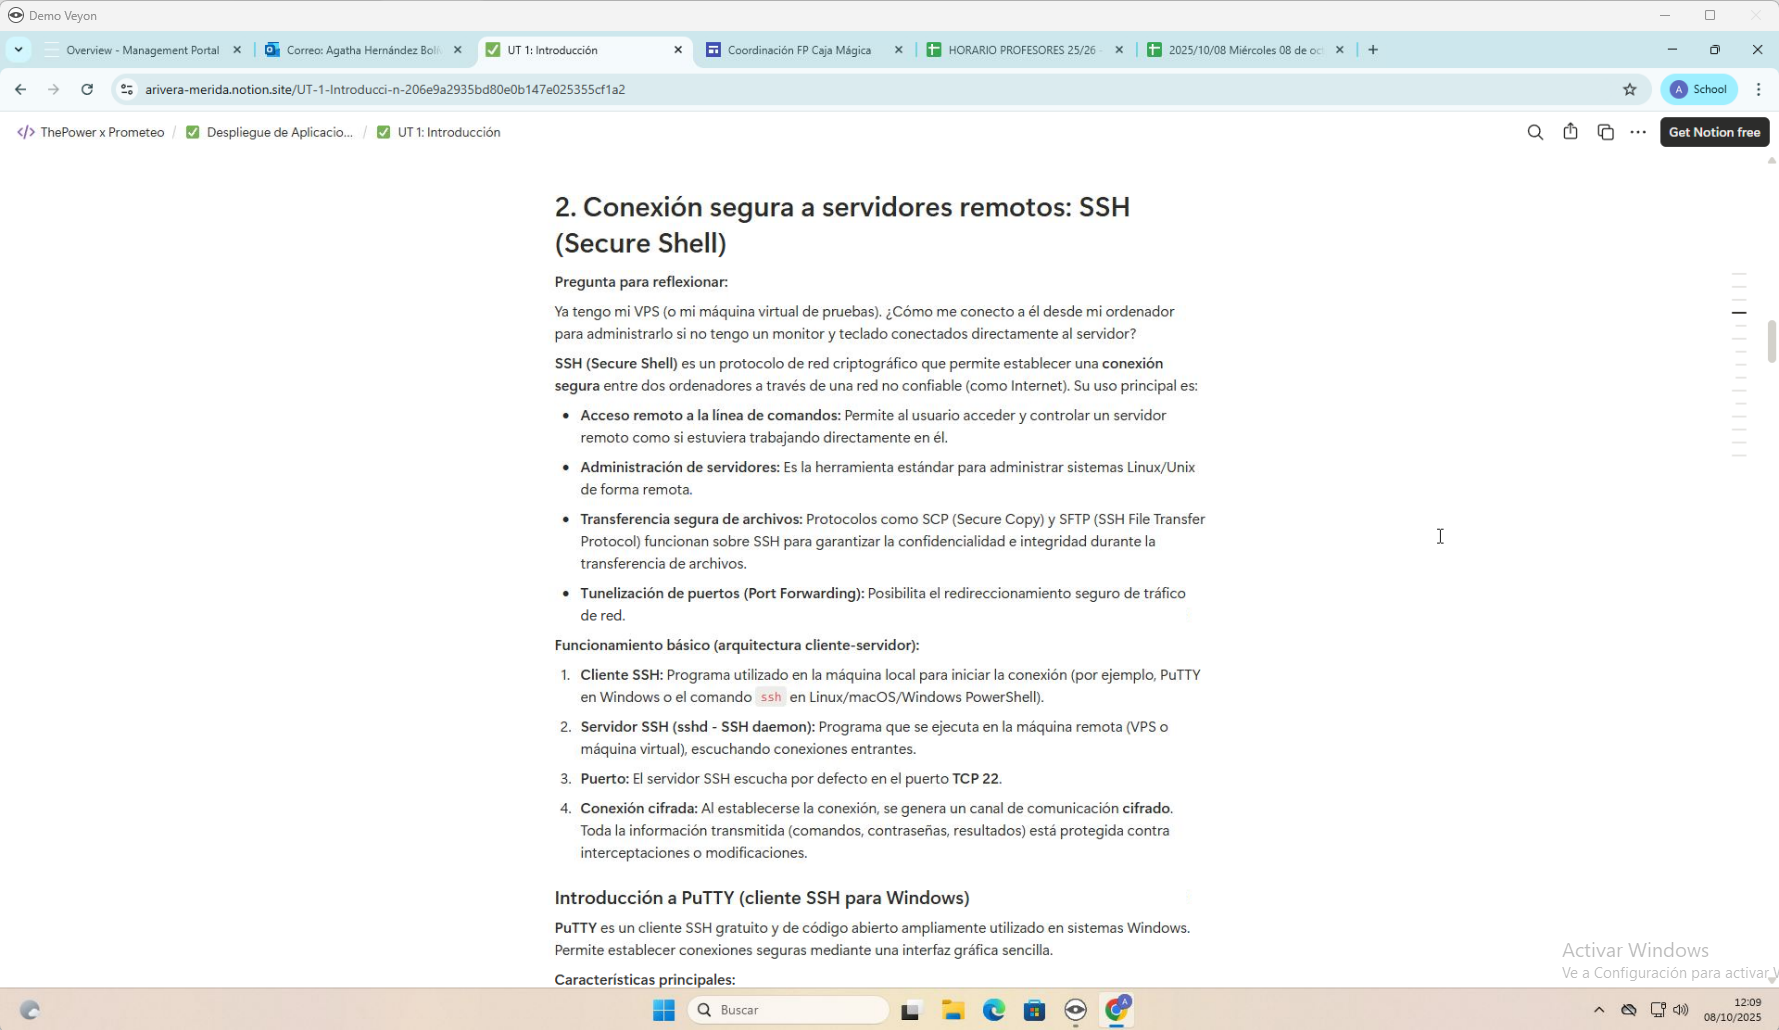 Demo Veyon
Overview - Management Portal
Correo: Agatha Hernández Bolí
UT 1: Introducción
Coordinación FP Caja Mágica
HORARIO PROFESORES 25/26 -
2025/10/08 Miércoles 08 de oc
arivera-merida.notion.site/UT-1-Introducci-n-206e9a2935bd80e0b147e025355cf1a2
A School
ThePower x Prometeo / Despliegue de Aplicacio... / UT 1: Introducción
Get Notion free
2. Conexión segura a servidores remotos: SSH
(Secure Shell)
Pregunta para reflexionar:
Ya tengo mi VPS (o mi máquina virtual de pruebas). ¿Cómo me conecto a él desde mi ordenador
para administrarlo si no tengo un monitor y teclado conectados directamente al servidor?
SSH (Secure Shell) es un protocolo de red criptográfico que permite establecer una conexión
segura entre dos ordenadores a través de una red no confiable (como Internet). Su uso principal es:
• Acceso remoto a la línea de comandos: Permite al usuario acceder y controlar un servidor
remoto como si estuviera trabajando directamente en él.
• Administración de servidores: Es la herramienta estándar para administrar sistemas Linux/Unix
de forma remota.
• Transferencia segura de archivos: Protocolos como SCP (Secure Copy) y SFTP (SSH File Transfer
Protocol) funcionan sobre SSH para garantizar la confidencialidad e integridad durante la
transferencia de archivos.
• Tunelización de puertos (Port Forwarding): Posibilita el redireccionamiento seguro de tráfico
de red.
Funcionamiento básico (arquitectura cliente-servidor):
1. Cliente SSH: Programa utilizado en la máquina local para iniciar la conexión (por ejemplo, PuTTY
en Windows o el comando ssh en Linux/macOS/Windows PowerShell).
2. Servidor SSH (sshd - SSH daemon): Programa que se ejecuta en la máquina remota (VPS o
máquina virtual), escuchando conexiones entrantes.
3. Puerto: El servidor SSH escucha por defecto en el puerto TCP 22.
4. Conexión cifrada: Al establecerse la conexión, se genera un canal de comunicación cifrado.
Toda la información transmitida (comandos, contraseñas, resultados) está protegida contra
interceptaciones o modificaciones.
Introducción a PuTTY (cliente SSH para Windows)
PuTTY es un cliente SSH gratuito y de código abierto ampliamente utilizado en sistemas Windows.
Permite establecer conexiones seguras mediante una interfaz gráfica sencilla.
Características principales:
Activar Windows
Ve a Configuración para activar W
Buscar
A
12:09
08/10/2025